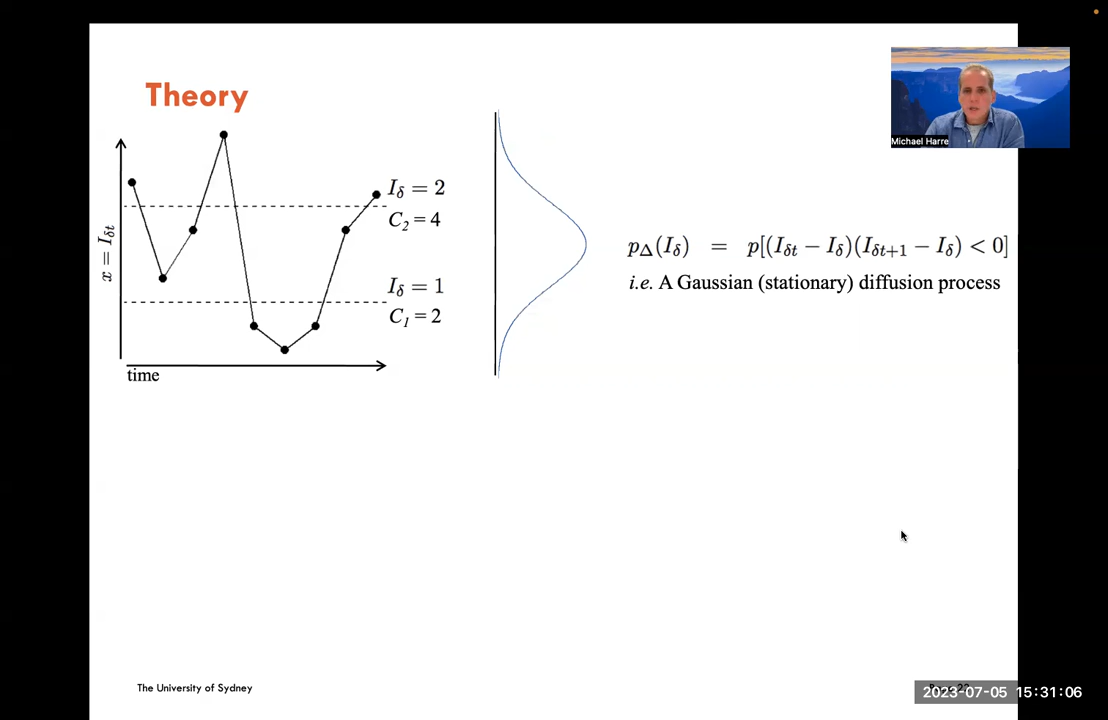 Theory
Michael Harre
x = I_δt
I_δ = 2
C_2 = 4
I_δ = 1
C_1 = 2
time
p_Δ(I_δ) = p[(I_δt − I_δ)(I_δt+1 − I_δ) < 0]
i.e. A Gaussian (stationary) diffusion process
The University of Sydney
2023-07-05 15:31:06